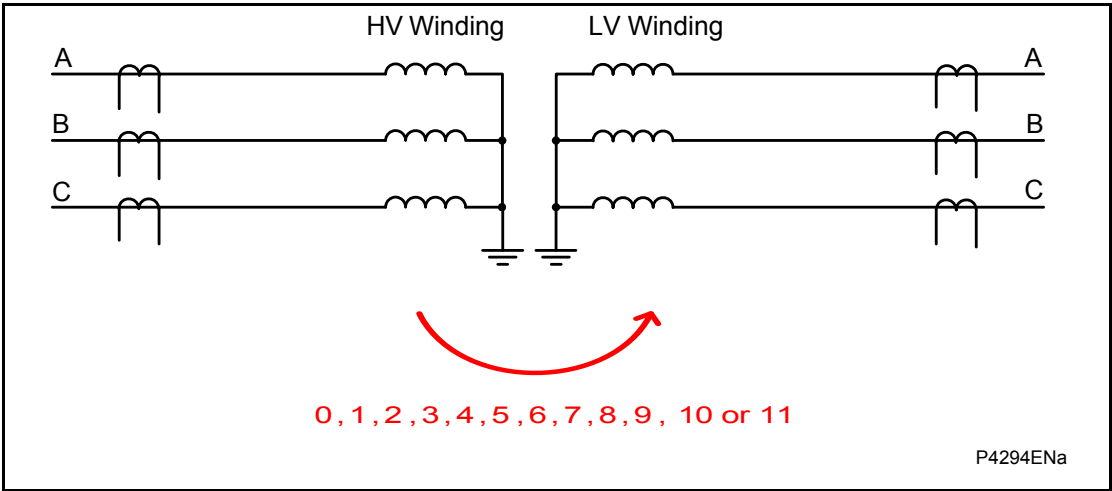 HV Winding LV Winding
A A
B B
C C
0, 1, 2, 3, 4, 5, 6, 7, 8, 9, 10 or 11
P4294ENa